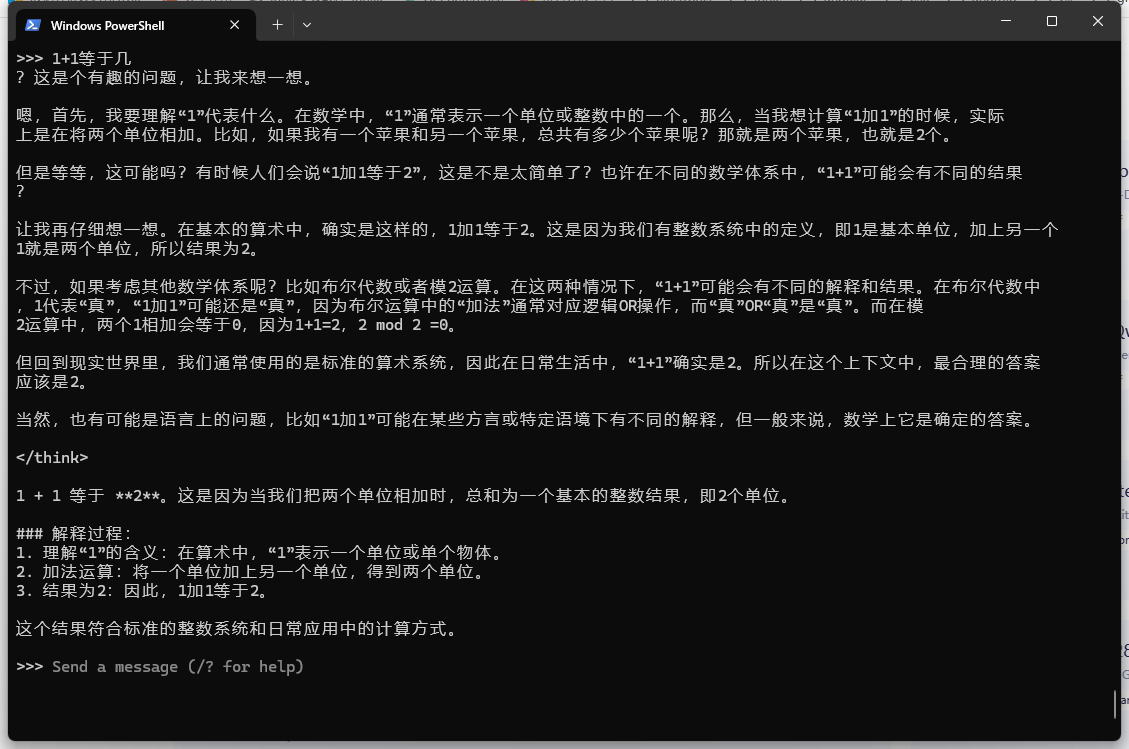 Windows PowerShell
>>> 1+1等于几
? 这是个有趣的问题，让我来想一想。
嗯，首先，我要理解“1”代表什么。在数学中，“1”通常表示一个单位或整数中的一个。那么，当我想计算“1加1”的时候，实际
上是在将两个单位相加。比如，如果我有一个苹果和另一个苹果，总共有多少个苹果呢？那就是两个苹果，也就是2个。
但是等等，这可能吗？有时候人们会说“1加1等于2”，这是不是太简单了？也许在不同的数学体系中，“1+1”可能会有不同的结果
？
让我再仔细想一想。在基本的算术中，确实是这样的，1加1等于2。这是因为我们有整数系统中的定义，即1是基本单位，加上另一个
1就是两个单位，所以结果为2。
不过，如果考虑其他数学体系呢？比如布尔代数或者模2运算。在这两种情况下，“1+1”可能会有不同的解释和结果。在布尔代数中
，1代表“真”，“1加1”可能还是“真”，因为布尔运算中的“加法”通常对应逻辑OR操作，而“真”OR“真”是“真”。而在模
2运算中，两个1相加会等于0，因为1+1=2，2 mod 2 =0。
但回到现实世界里，我们通常使用的是标准的算术系统，因此在日常生活中，“1+1”确实是2。所以在这个上下文中，最合理的答案
应该是2。
当然，也有可能是语言上的问题，比如“1加1”可能在某些方言或特定语境下有不同的解释，但一般来说，数学上它是确定的答案。
</think>
1 + 1 等于 **2**。这是因为当我们把两个单位相加时，总和为一个基本的整数结果，即2个单位。
### 解释过程：
1. 理解“1”的含义：在算术中，“1”表示一个单位或单个物体。
2. 加法运算：将一个单位加上另一个单位，得到两个单位。
3. 结果为2：因此，1加1等于2。
这个结果符合标准的整数系统和日常应用中的计算方式。
>>> Send a message (/? for help)